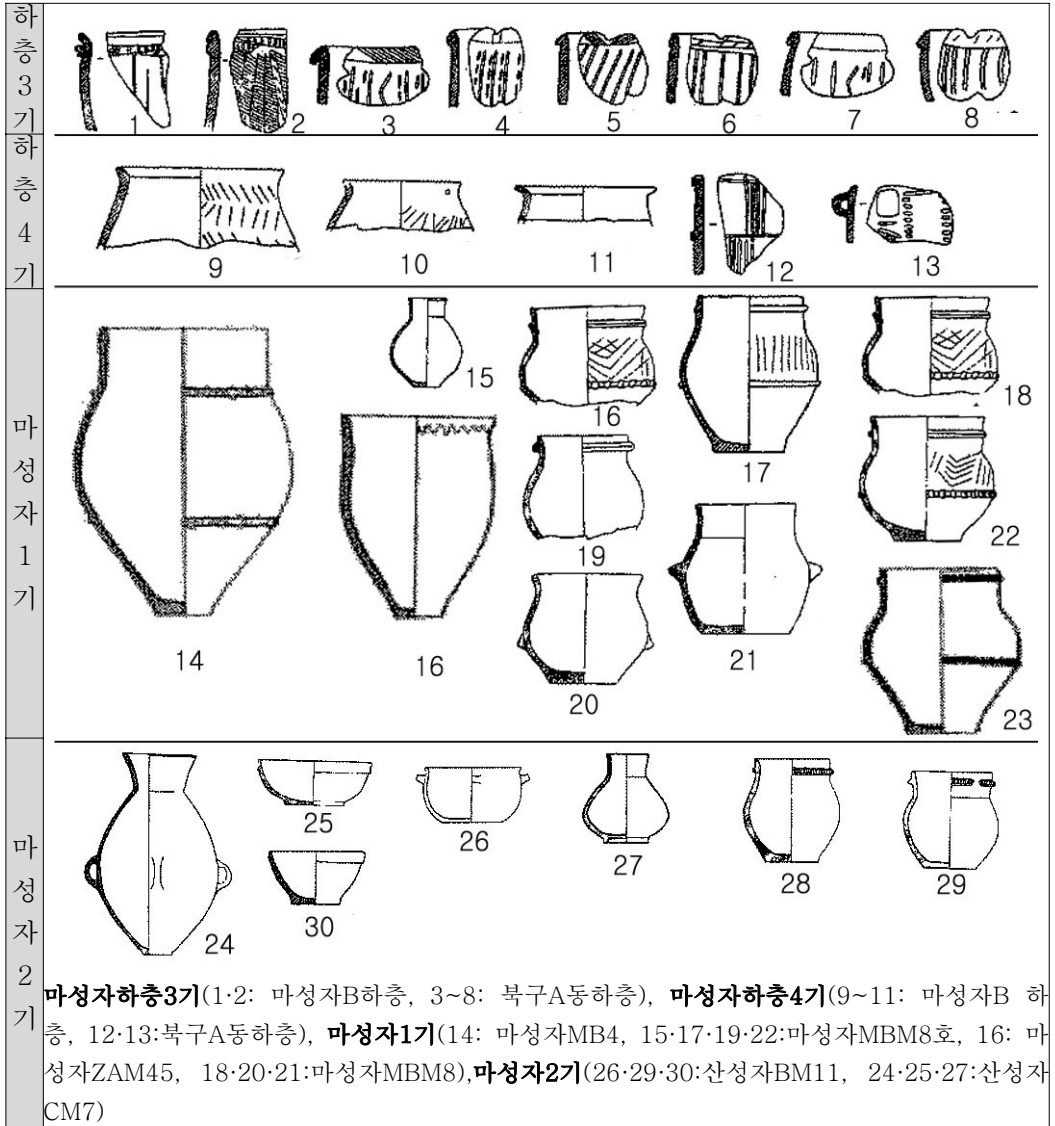 하층3기
1 2 3 4 5 6 7 8
하층4기
9 10 11 12 13
마성자1기
14 15 16 17 18
16 19 20 21 22 23
마성자2기
24 25 26 27 28 29
30
마성자하층3기(1·2: 마성자B하층, 3~8: 북구A동하층), 마성자하층4기(9~11: 마성자B 하
층, 12·13:북구A동하층), 마성자1기(14: 마성자MB4, 15·17·19·22:마성자MBM8호, 16: 마
성자ZAM45, 18·20·21:마성자MBM8),마성자2기(26·29·30:산성자BM11, 24·25·27:산성자
CM7)